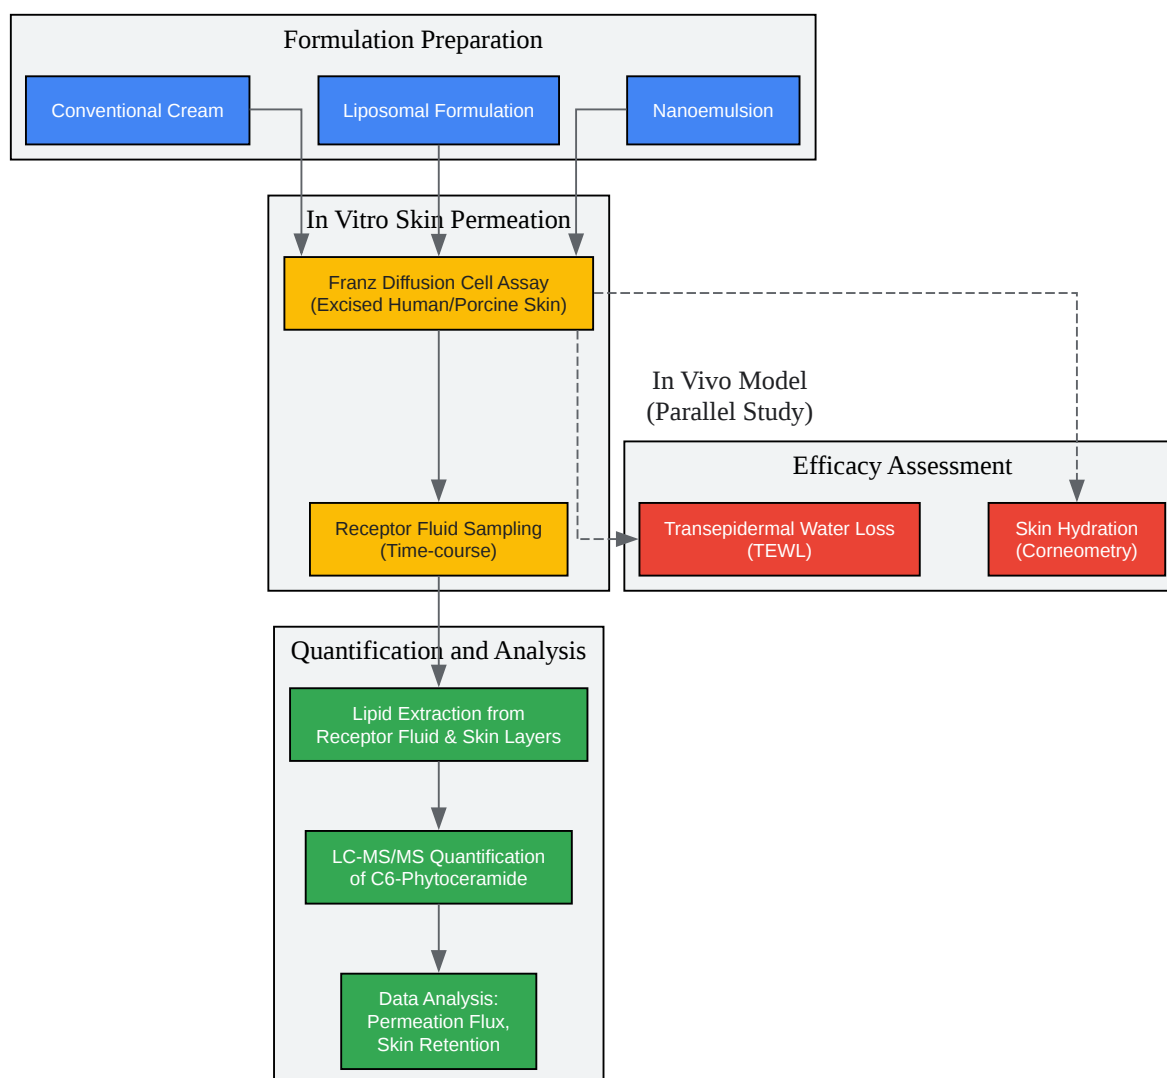 Formulation Preparation
Conventional Cream
Liposomal Formulation
Nanoemulsion
In Vitro Skin Permeation
Franz Diffusion Cell Assay
(Excised Human/Porcine Skin)
In Vivo Model
(Parallel Study)
Efficacy Assessment
Receptor Fluid Sampling
(Time-course)
Transepidermal Water Loss
(TEWL)
Skin Hydration
(Corneometry)
Quantification and Analysis
Lipid Extraction from
Receptor Fluid & Skin Layers
LC-MS/MS Quantification
of C6-Phytoceramide
Data Analysis:
Permeation Flux,
Skin Retention